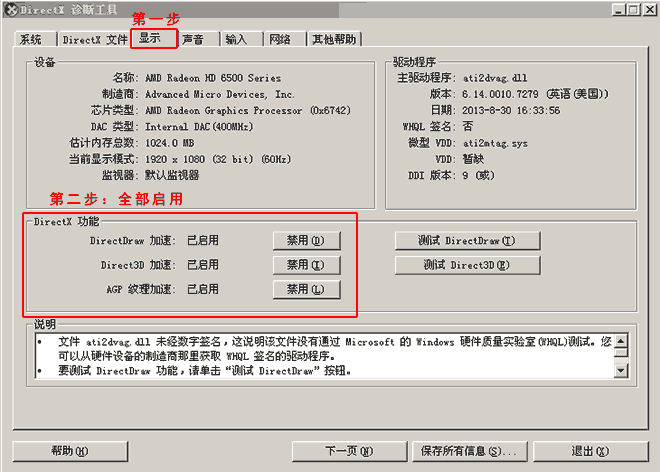 DirectX 诊断工具
第一步
系统 DirectX 文件 显示 声音 输入 网络 其他帮助
设备
名称: AMD Radeon HD 6500 Series
制造商: Advanced Micro Devices, Inc.
芯片类型: AMD Radeon Graphics Processor (0x6742)
DAC 类型: Internal DAC(400MHz)
估计内存总数: 1024.0 MB
当前显示模式: 1920 x 1080 (32 bit) (60Hz)
监视器: 默认监视器
驱动程序
主驱动程序: ati2dvag.dll
版本: 6.14.0010.7279 (英语(美国))
日期: 2013-8-30 16:33:56
WHQL 签名: 否
微型 VDD: ati2mtag.sys
VDD: 暂缺
DDI 版本: 9 (或)
第二步：全部启用
DirectX 功能
DirectDraw 加速: 已启用 禁用(D) 测试 DirectDraw(T)
Direct3D 加速: 已启用 禁用(I) 测试 Direct3D(E)
AGP 纹理加速: 已启用 禁用(L)
说明
• 文件 ati2dvag.dll 未经数字签名，这说明该文件没有通过 Microsoft 的 Windows 硬件质量实验室(WHQL)测试。您
可以从硬件设备的制造商那里获取 WHQL 签名的驱动程序。
• 要测试 DirectDraw 功能，请单击“测试 DirectDraw”按钮。
帮助(H) 下一页(N) 保存所有信息(S)... 退出(X)